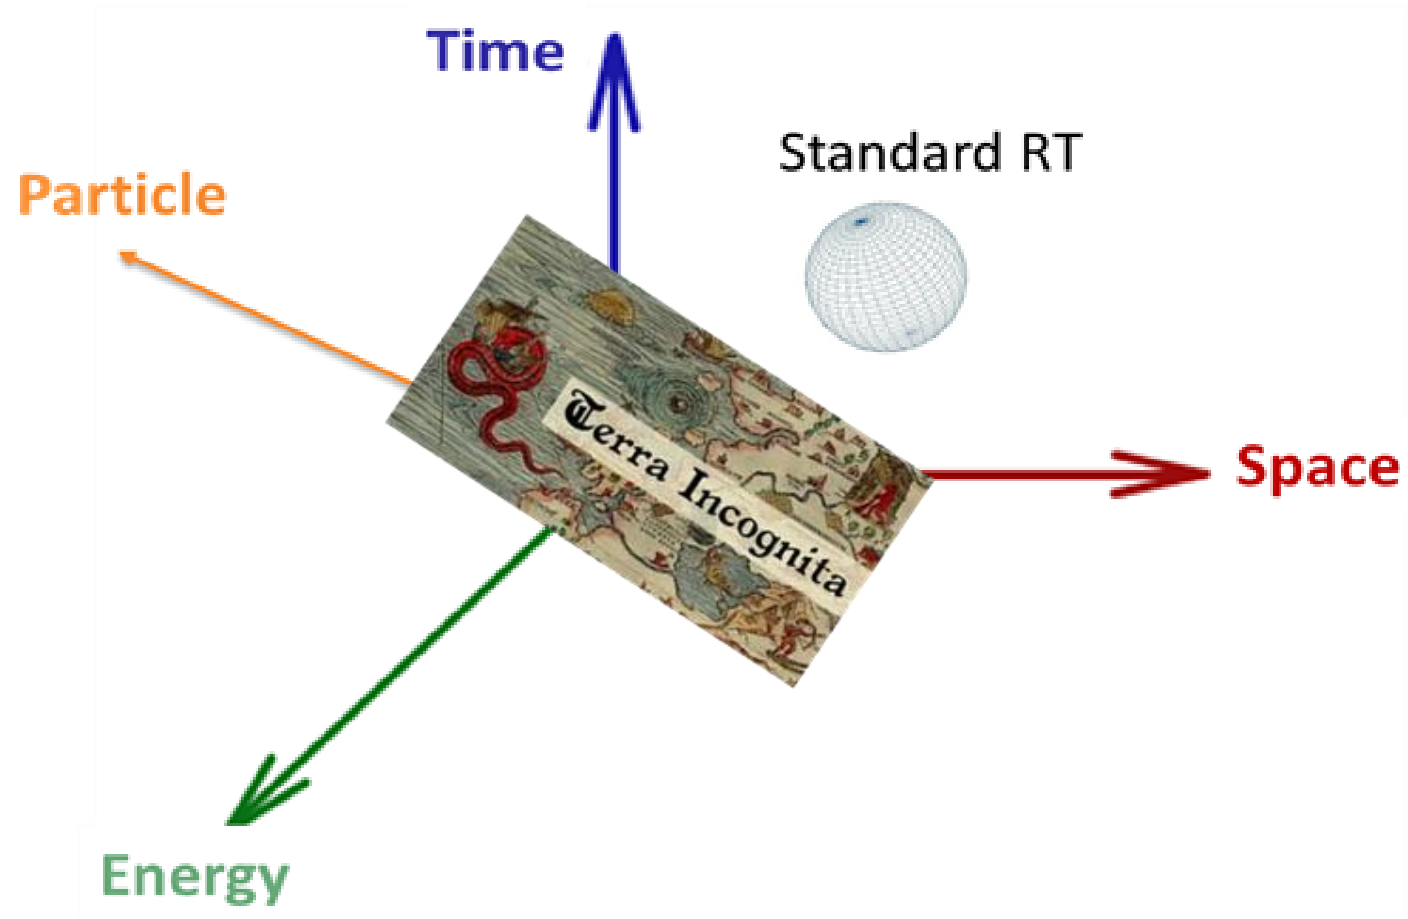 Time
Standard RT
Particle
Terra Incognita
Space
Energy